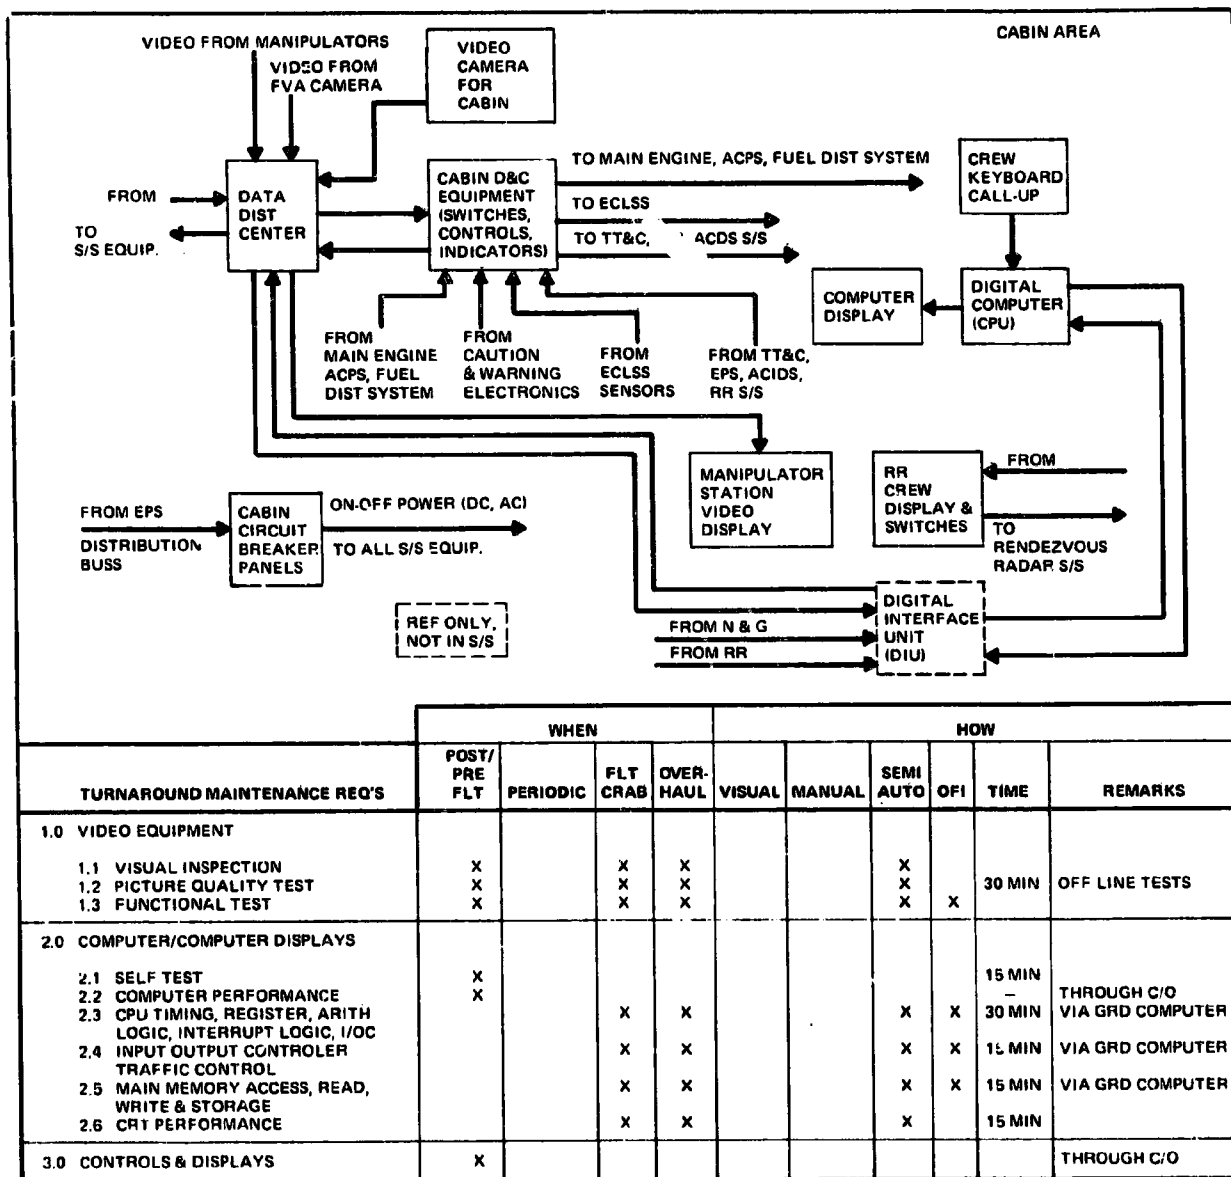 CABIN AREA
VIDEO FROM MANIPULATORS
VIDEO FROM
FVA CAMERA
VIDEO
CAMERA
FOR
CABIN
FROM
TO
S/S EQUIP.
DATA
DIST
CENTER
CABIN D&C
EQUIPMENT
(SWITCHES,
CONTROLS,
INDICATORS)
TO MAIN ENGINE, ACPS, FUEL DIST SYSTEM
TO ECLSS
TO TT&C, ACDS S/S
CREW
KEYBOARD
CALL-UP
COMPUTER
DISPLAY
DIGITAL
COMPUTER
(CPU)
FROM
MAIN ENGINE
ACPS, FUEL
DIST SYSTEM
FROM
CAUTION
& WARNING
ELECTRONICS
FROM
ECLSS
SENSORS
FROM TT&C,
EPS, ACIDS,
RR S/S
MANIPULATOR
STATION
VIDEO
DISPLAY
RR
CREW
DISPLAY &
SWITCHES
FROM
TO
RENDEZVOUS
RADAR S/S
FROM EPS
DISTRIBUTION
BUSS
CABIN
CIRCUIT
BREAKER
PANELS
ON-OFF POWER (DC, AC)
TO ALL S/S EQUIP.
REF ONLY,
NOT IN S/S
FROM N & G
FROM RR
DIGITAL
INTERFACE
UNIT
(DIU)
WHEN HOW
TURNAROUND MAINTENANCE REQ'S POST/ PRE FLT PERIODIC FLT CRAB OVER- HAUL VISUAL MANUAL SEMI AUTO OFI TIME REMARKS
1.0 VIDEO EQUIPMENT
1.1 VISUAL INSPECTION X X X X
1.2 PICTURE QUALITY TEST X X X X 30 MIN OFF LINE TESTS
1.3 FUNCTIONAL TEST X X X X X
2.0 COMPUTER/COMPUTER DISPLAYS
2.1 SELF TEST X 15 MIN
2.2 COMPUTER PERFORMANCE X – THROUGH C/O
2.3 CPU TIMING, REGISTER, ARITH X X X X 30 MIN VIA GRD COMPUTER
LOGIC, INTERRUPT LOGIC, I/OC
2.4 INPUT OUTPUT CONTROLER X X X X 15 MIN VIA GRD COMPUTER
TRAFFIC CONTROL
2.5 MAIN MEMORY ACCESS, READ, X X X X 15 MIN VIA GRD COMPUTER
WRITE & STORAGE
2.6 CRT PERFORMANCE X X X 15 MIN
3.0 CONTROLS & DISPLAYS X THROUGH C/O